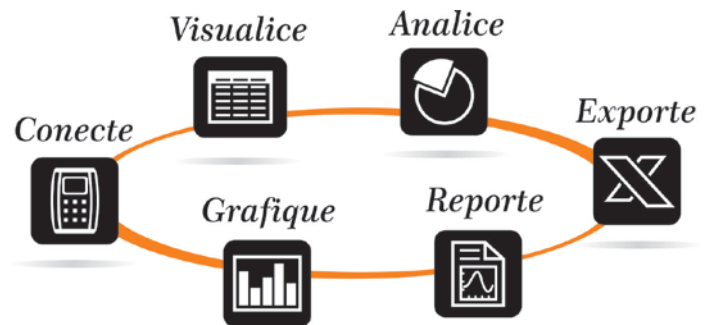 Visualice
Analice
Conecte
Exporte
Grafique
Reporte